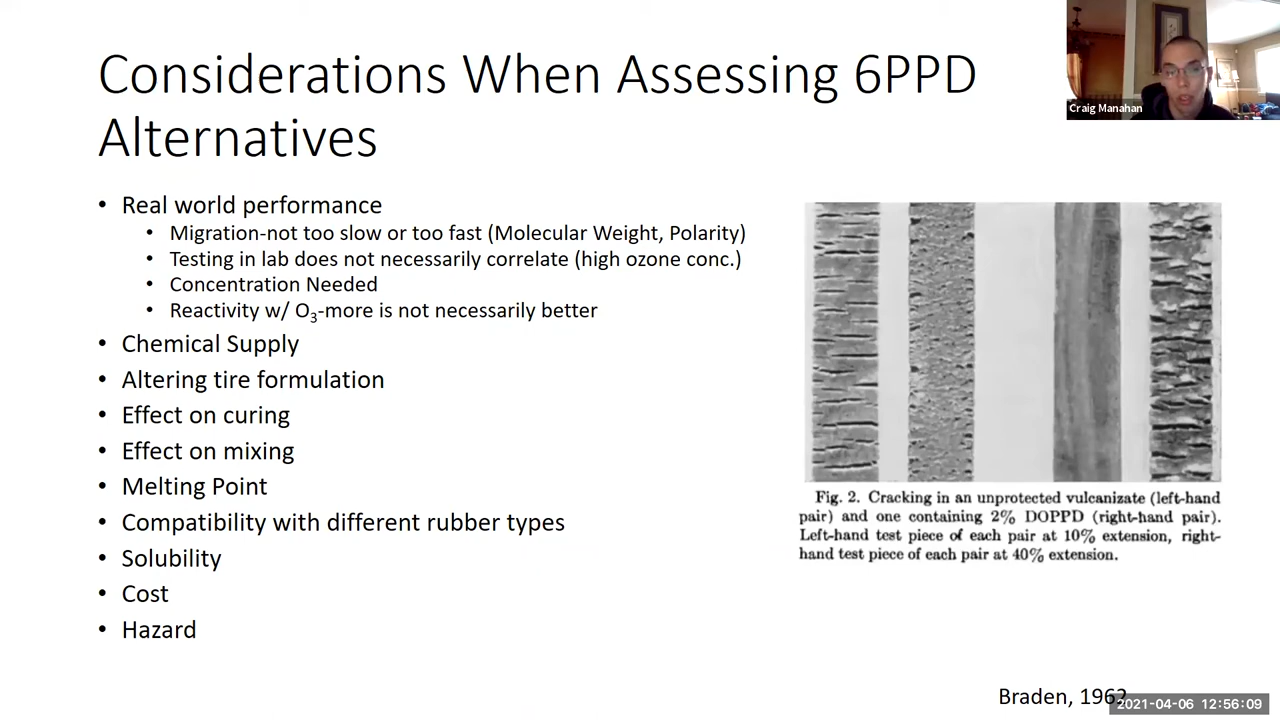 Considerations When Assessing 6PPD
Alternatives
Craig Manahan
• Real world performance
• Migration-not too slow or too fast (Molecular Weight, Polarity)
• Testing in lab does not necessarily correlate (high ozone conc.)
• Concentration Needed
• Reactivity w/ O₃-more is not necessarily better
• Chemical Supply
• Altering tire formulation
• Effect on curing
• Effect on mixing
• Melting Point
• Compatibility with different rubber types
• Solubility
• Cost
• Hazard
Fig. 2. Cracking in an unprotected vulcanizate (left-hand
pair) and one containing 2% DOPPD (right-hand pair).
Left-hand test piece of each pair at 10% extension, right-
hand test piece of each pair at 40% extension.
Braden, 1962
2021-04-06 12:56:09